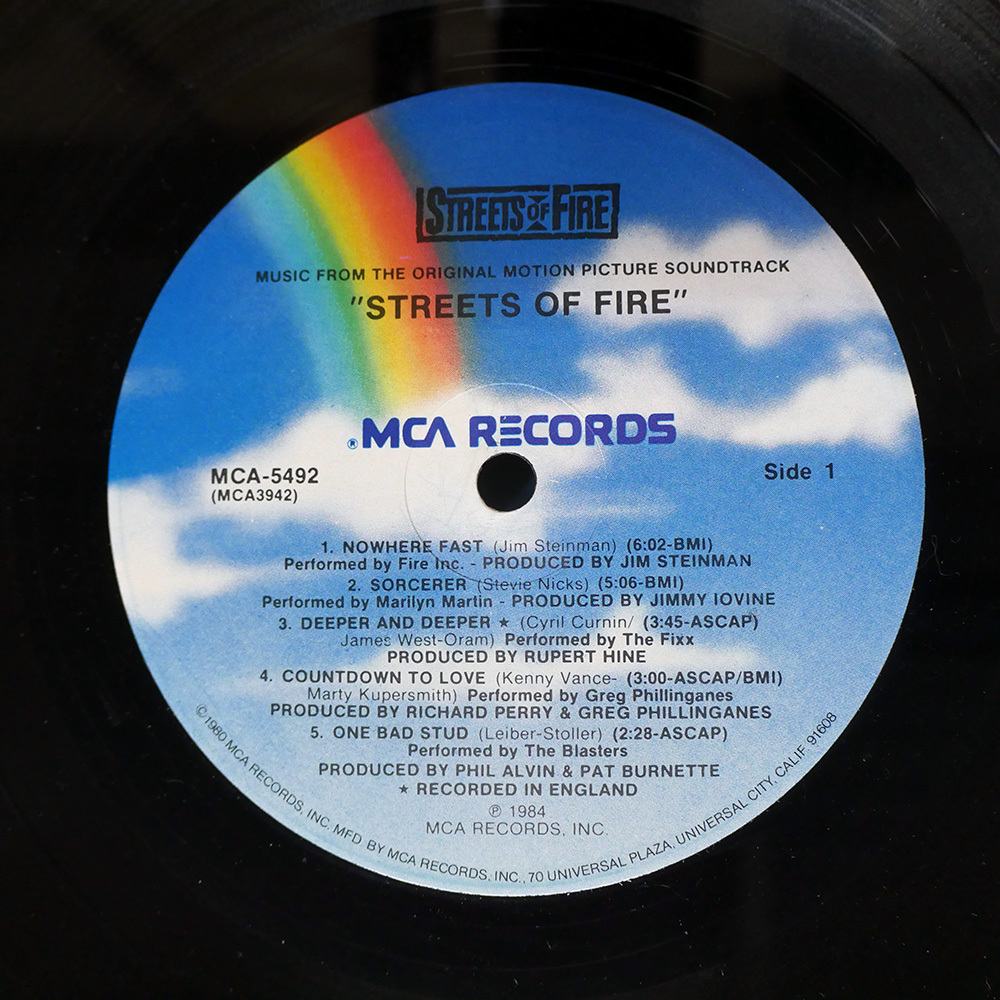 STREETS OF FIRE
MUSIC FROM THE ORIGINAL MOTION PICTURE SOUNDTRACK
"STREETS OF FIRE"
® MCA RECORDS
MCA-5492
(MCA3942)
Side 1
1. NOWHERE FAST (Jim Steinman) (6:02-BMI)
Performed by Fire Inc. - PRODUCED BY JIM STEINMAN
2. SORCERER (Stevie Nicks) (5:06-BMI)
Performed by Marilyn Martin - PRODUCED BY JIMMY IOVINE
3. DEEPER AND DEEPER ★ (Cyril Curnin/ (3:45-ASCAP)
James West-Oram) Performed by The Fixx
PRODUCED BY RUPERT HINE
4. COUNTDOWN TO LOVE (Kenny Vance- (3:00-ASCAP/BMI)
Marty Kupersmith) Performed by Greg Phillinganes
PRODUCED BY RICHARD PERRY & GREG PHILLINGANES
5. ONE BAD STUD (Leiber-Stoller) (2:28-ASCAP)
Performed by The Blasters
PRODUCED BY PHIL ALVIN & PAT BURNETTE
★ RECORDED IN ENGLAND
℗ 1984
MCA RECORDS, INC.
©1980 MCA RECORDS, INC. MFD. BY MCA RECORDS, INC., 70 UNIVERSAL PLAZA, UNIVERSAL CITY, CALIF. 91608